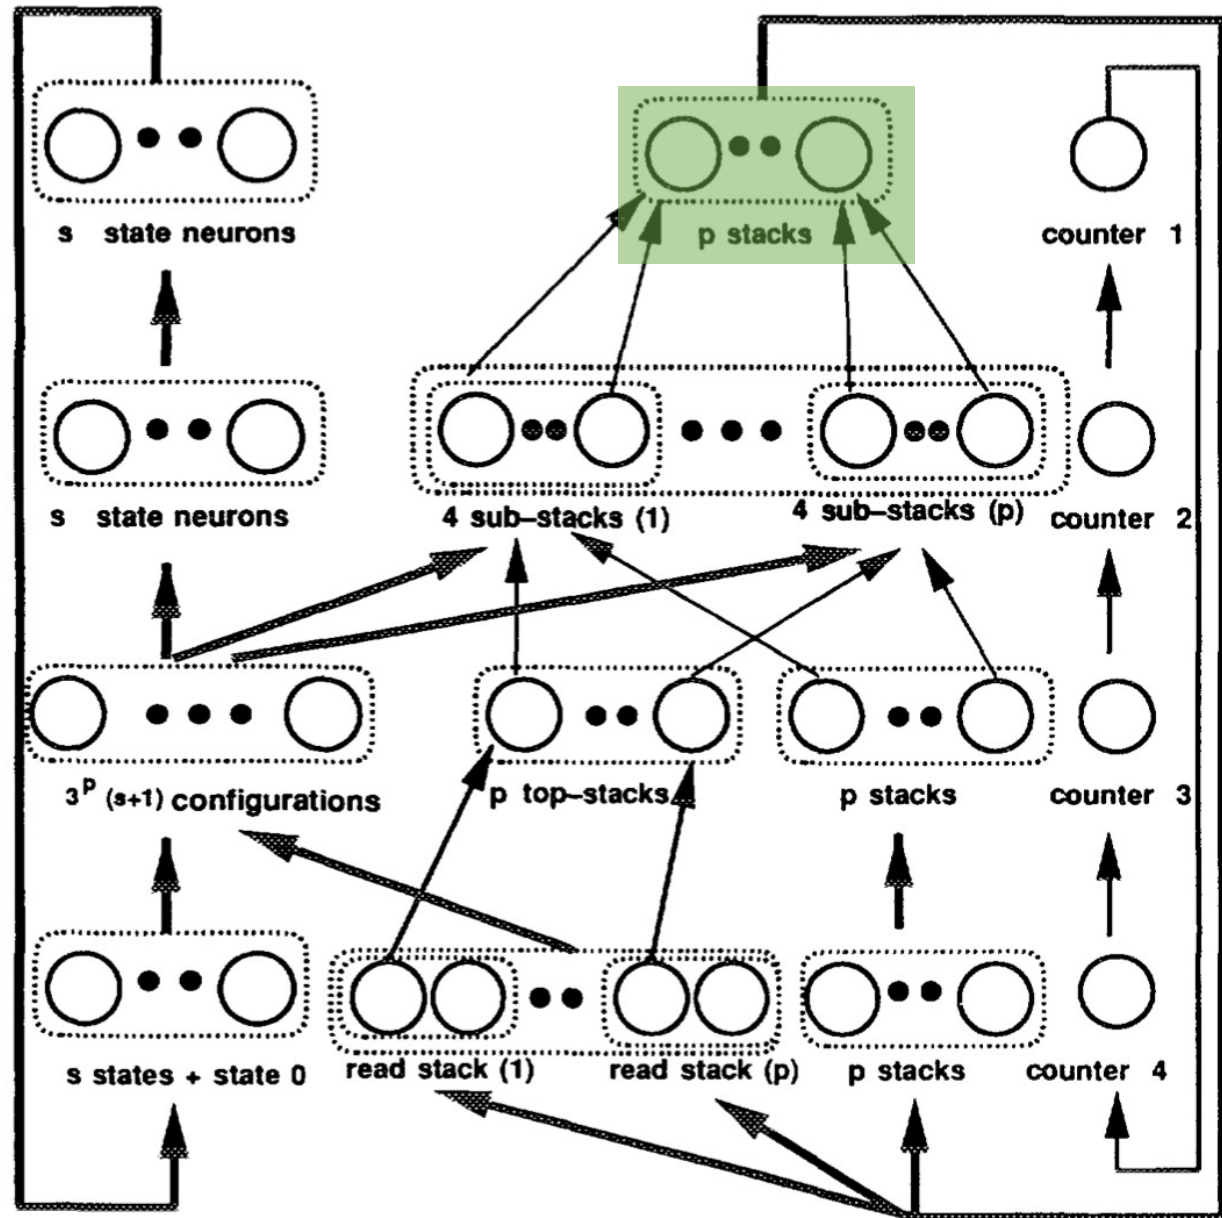 s state neurons
p stacks
counter 1
s state neurons
4 sub-stacks (1)
4 sub-stacks (p)
counter 2
3^p (s+1) configurations
p top-stacks
p stacks
counter 3
s states + state 0
read stack (1)
read stack (p)
p stacks
counter 4